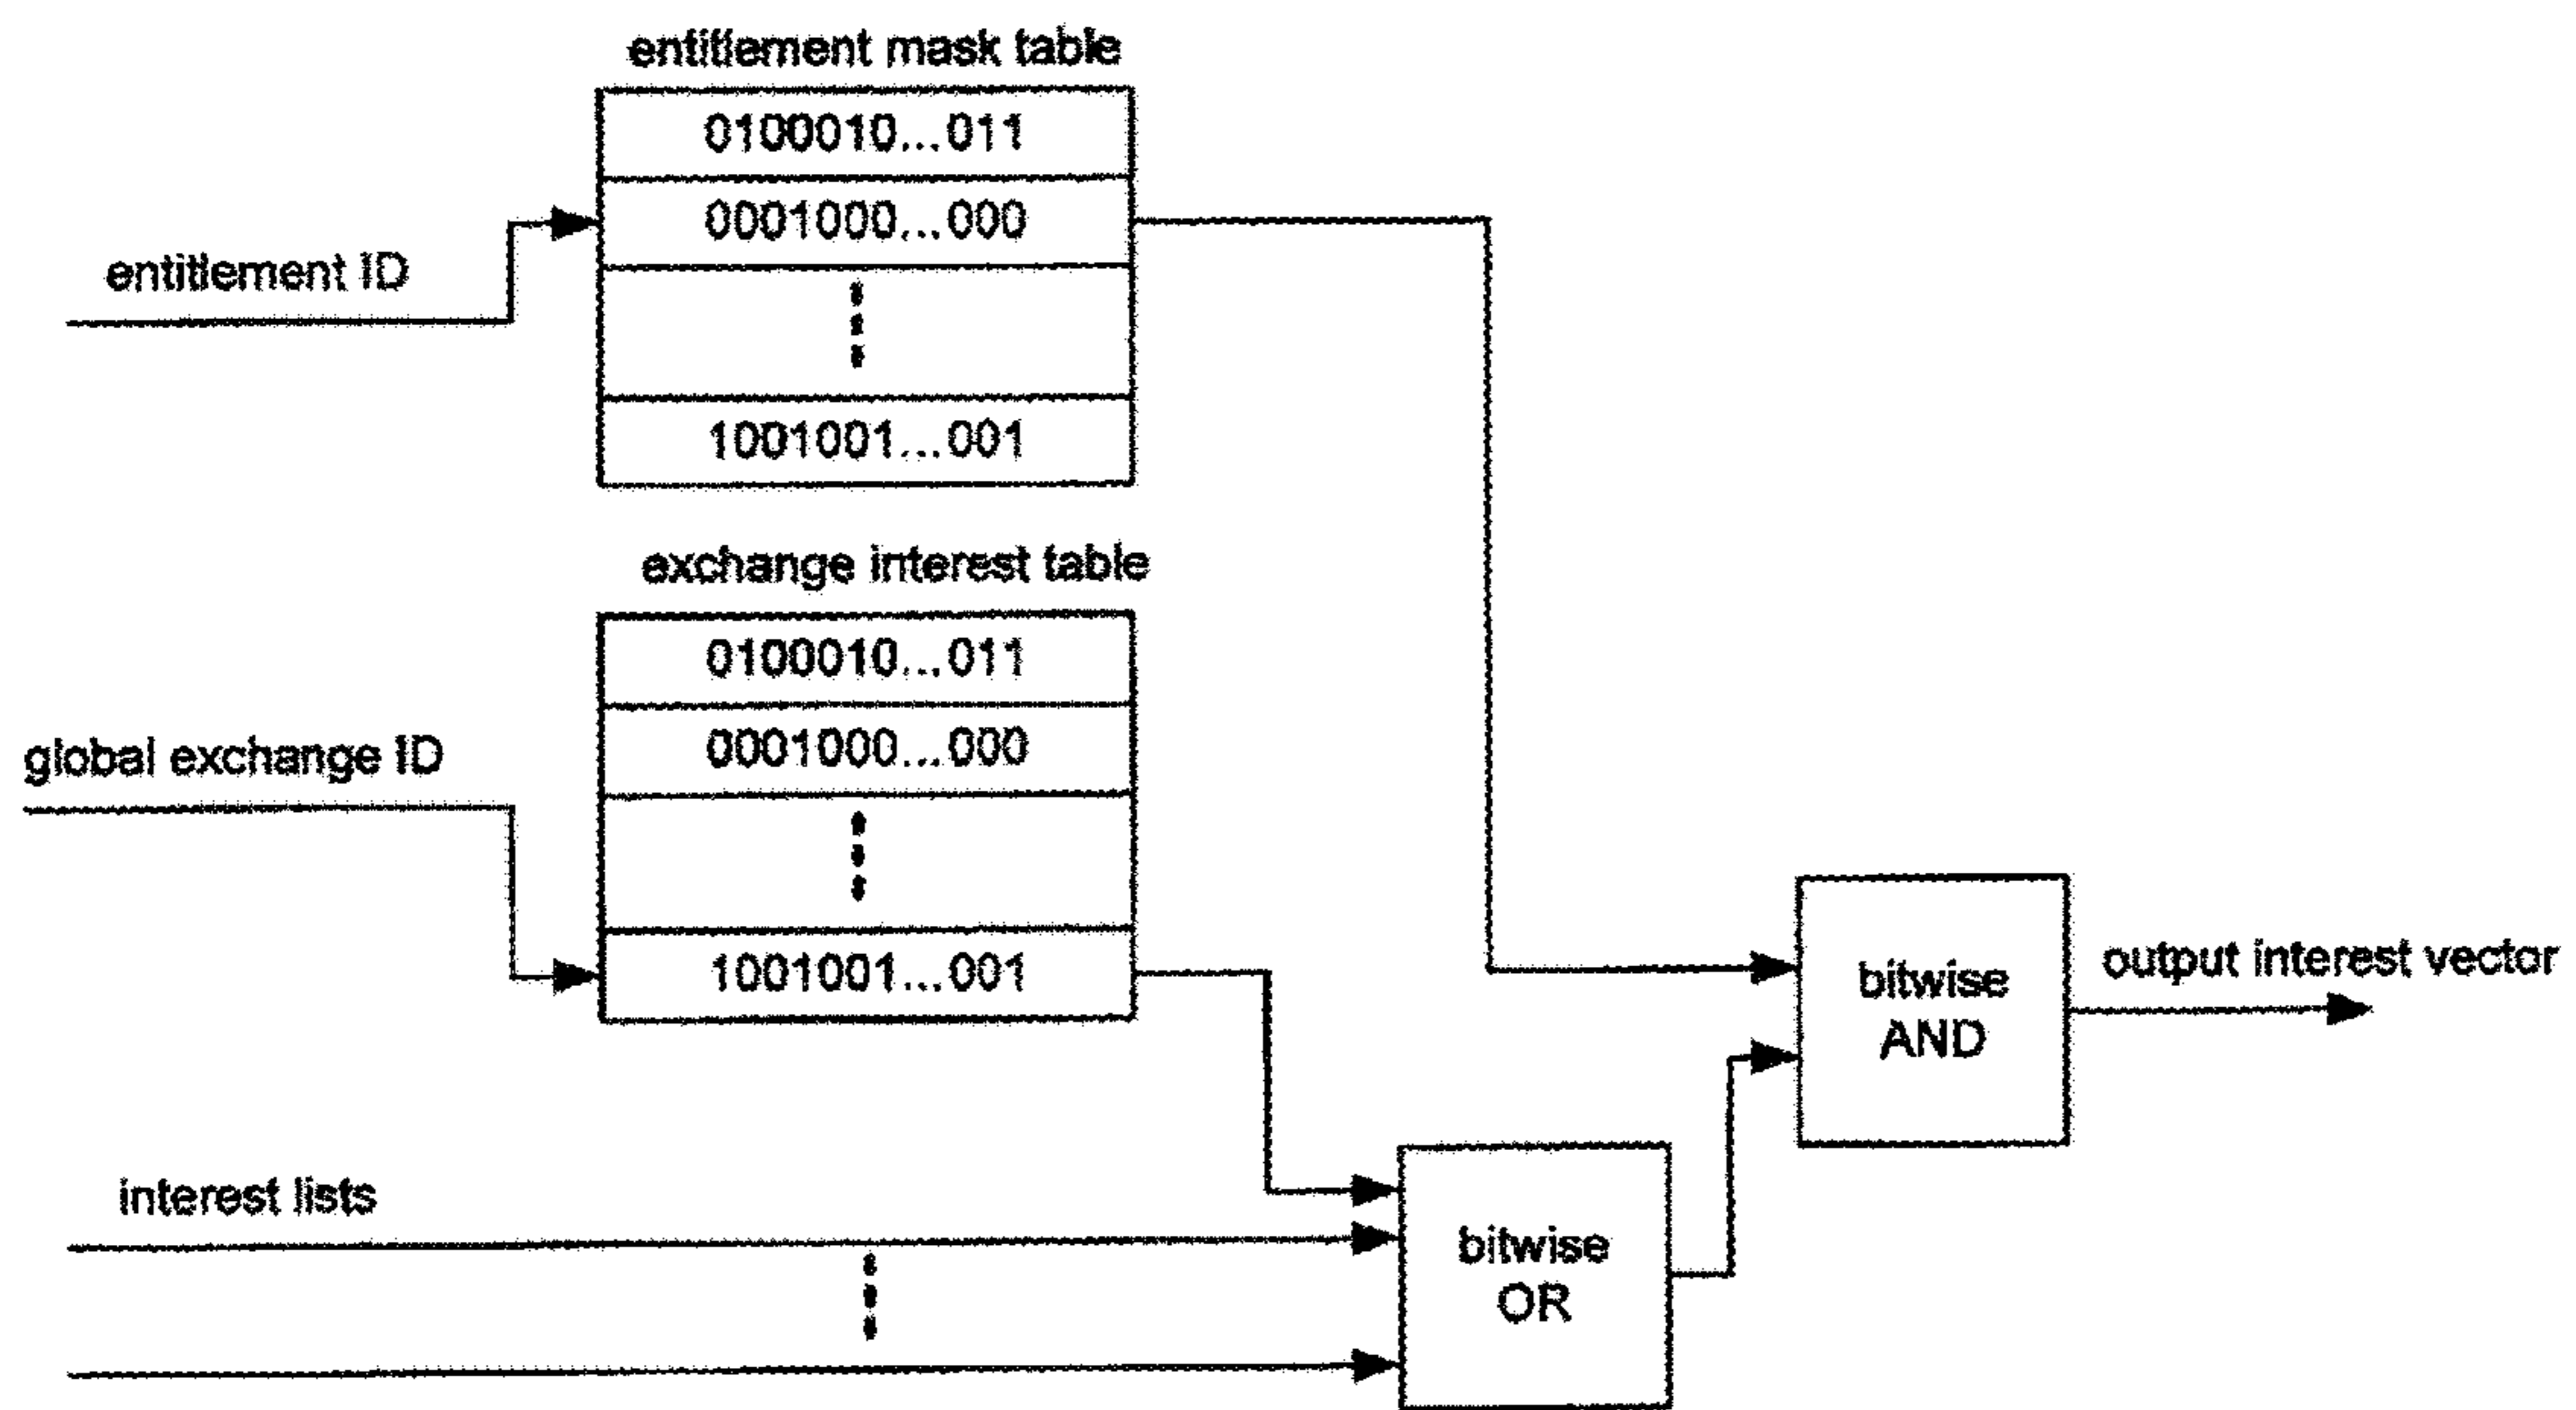 entitlement mask table
0100010...011
0001000...000
1001001...001
entitlement ID
exchange interest table
0100010...011
0001000...000
1001001...001
global exchange ID
interest lists
bitwise
OR
bitwise
AND
output interest vector